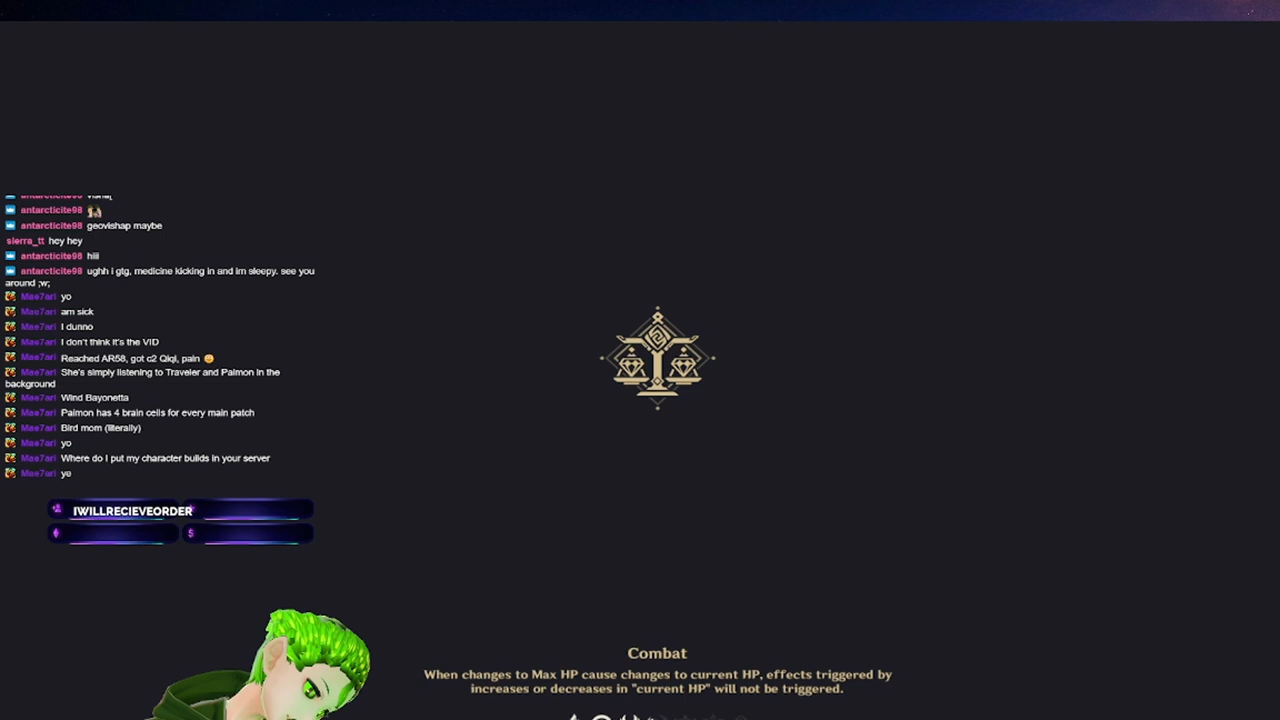 antarcticite98
antarcticite98 geovishap maybe
sierra_tt hey hey
antarcticite98 hiii
antarcticite98 ughh i gtg, medicine kicking in and im sleepy. see you
around ;w;
Mae7ari yo
Mae7ari am sick
Mae7ari I dunno
Mae7ari I don't think it's the VID
Mae7ari Reached AR58, got c2 Qiqi, pain
Mae7ari She's simply listening to Traveler and Paimon in the
background
Mae7ari Wind Bayonetta
Mae7ari Paimon has 4 brain cells for every main patch
Mae7ari Bird mom (literally)
Mae7ari yo
Mae7ari Where do I put my character builds in your server
Mae7ari ye
IWILLRECIEVEORDER
Combat
When changes to Max HP cause changes to current HP, effects triggered by
increases or decreases in "current HP" will not be triggered.